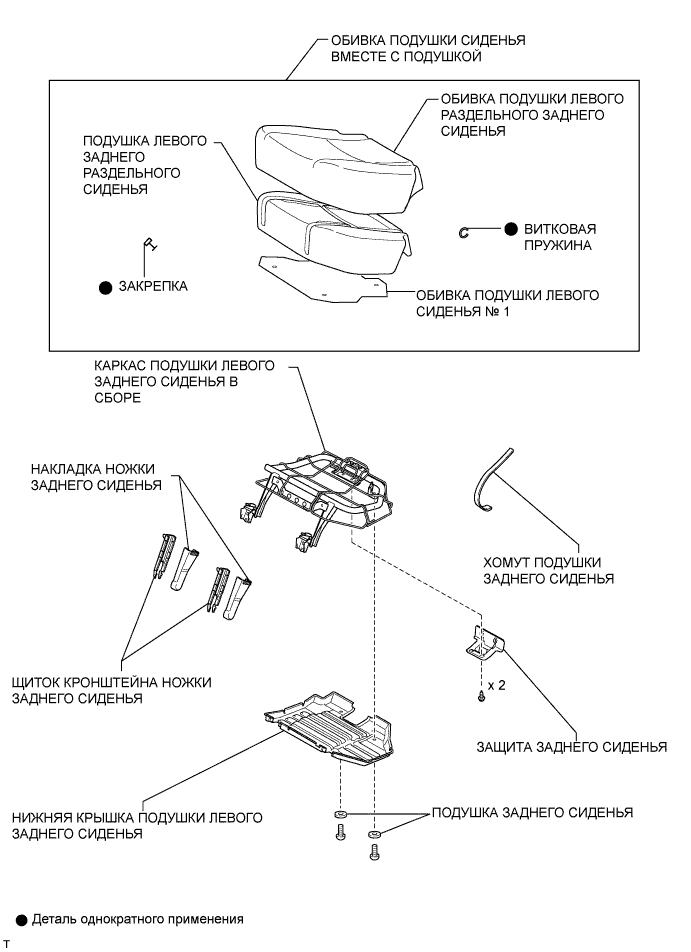 ОБИВКА ПОДУШКИ СИДЕНЬЯ
ВМЕСТЕ С ПОДУШКОЙ
ОБИВКА ПОДУШКИ ЛЕВОГО
РАЗДЕЛЬНОГО ЗАДНЕГО
СИДЕНЬЯ
ПОДУШКА ЛЕВОГО
ЗАДНЕГО
РАЗДЕЛЬНОГО
СИДЕНЬЯ
ВИТКОВАЯ
ПРУЖИНА
ЗАКРЕПКА
ОБИВКА ПОДУШКИ ЛЕВОГО
СИДЕНЬЯ № 1
КАРКАС ПОДУШКИ ЛЕВОГО
ЗАДНЕГО СИДЕНЬЯ В
СБОРЕ
НАКЛАДКА НОЖКИ
ЗАДНЕГО СИДЕНЬЯ
ХОМУТ ПОДУШКИ
ЗАДНЕГО СИДЕНЬЯ
ЩИТОК КРОНШТЕЙНА НОЖКИ
ЗАДНЕГО СИДЕНЬЯ
x 2
ЗАЩИТА ЗАДНЕГО СИДЕНЬЯ
НИЖНЯЯ КРЫШКА ПОДУШКИ ЛЕВОГО
ЗАДНЕГО СИДЕНЬЯ
ПОДУШКА ЗАДНЕГО СИДЕНЬЯ
Деталь однократного применения
T